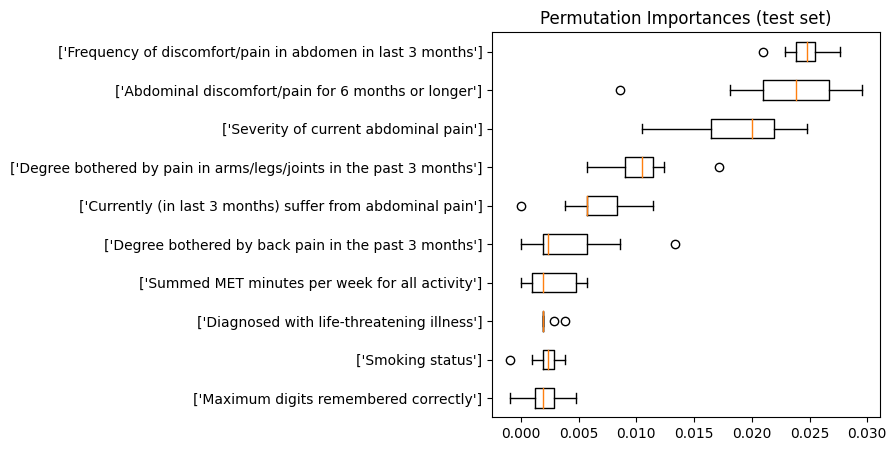 Permutation Importances (test set)
['Frequency of discomfort/pain in abdomen in last 3 months']
['Abdominal discomfort/pain for 6 months or longer']
['Severity of current abdominal pain']
['Degree bothered by pain in arms/legs/joints in the past 3 months']
['Currently (in last 3 months) suffer from abdominal pain']
['Degree bothered by back pain in the past 3 months']
['Summed MET minutes per week for all activity']
['Diagnosed with life-threatening illness']
['Smoking status']
['Maximum digits remembered correctly']
0.000 0.005 0.010 0.015 0.020 0.025 0.030